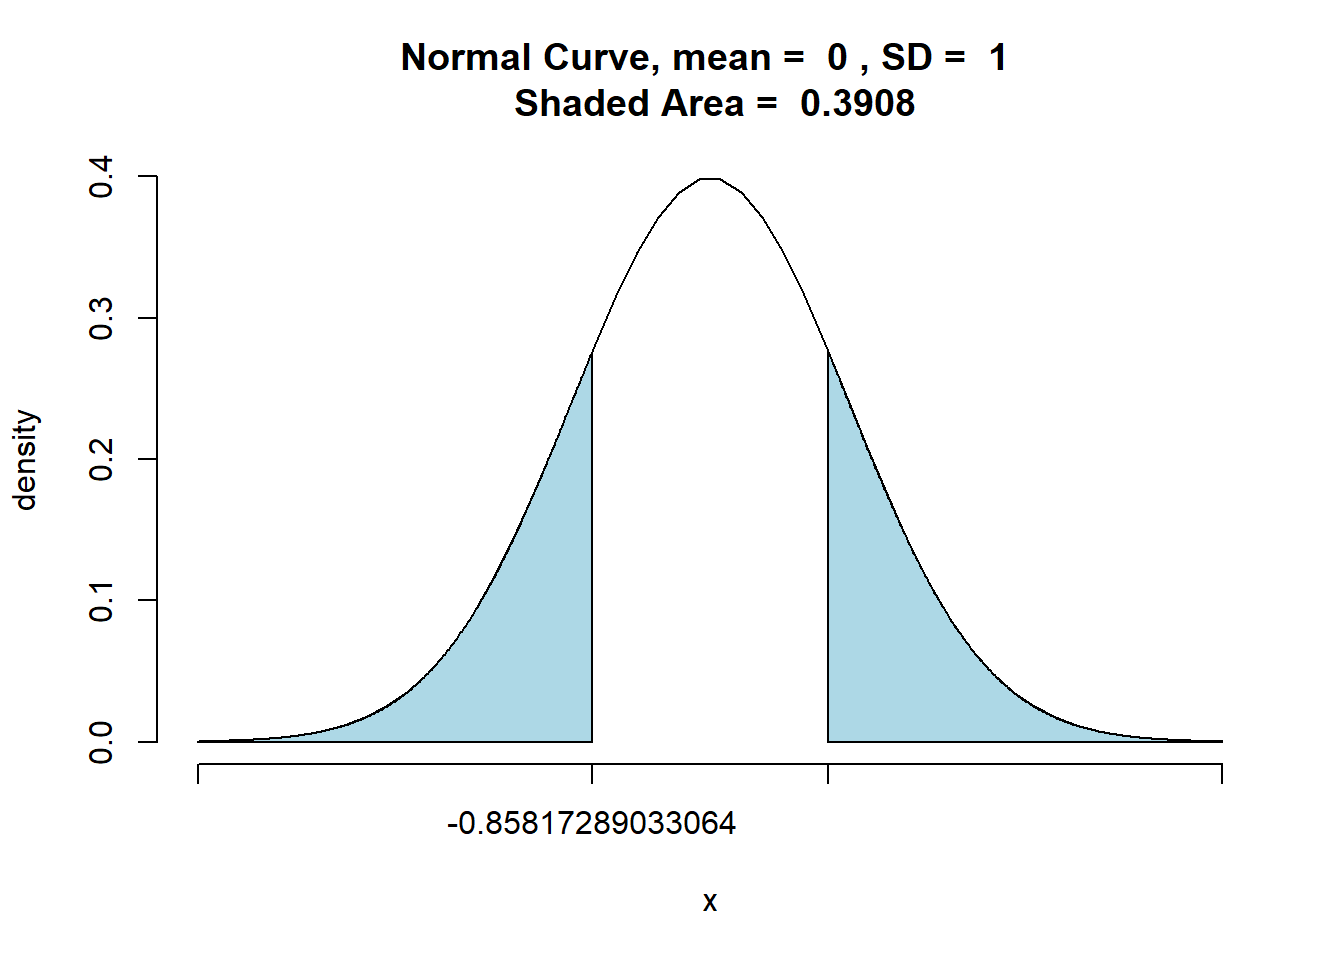 Normal Curve, mean =  0 , SD =  1
Shaded Area =  0.3908
0.4
0.3
0.2
0.1
0.0
density
-0.85817289033064
x